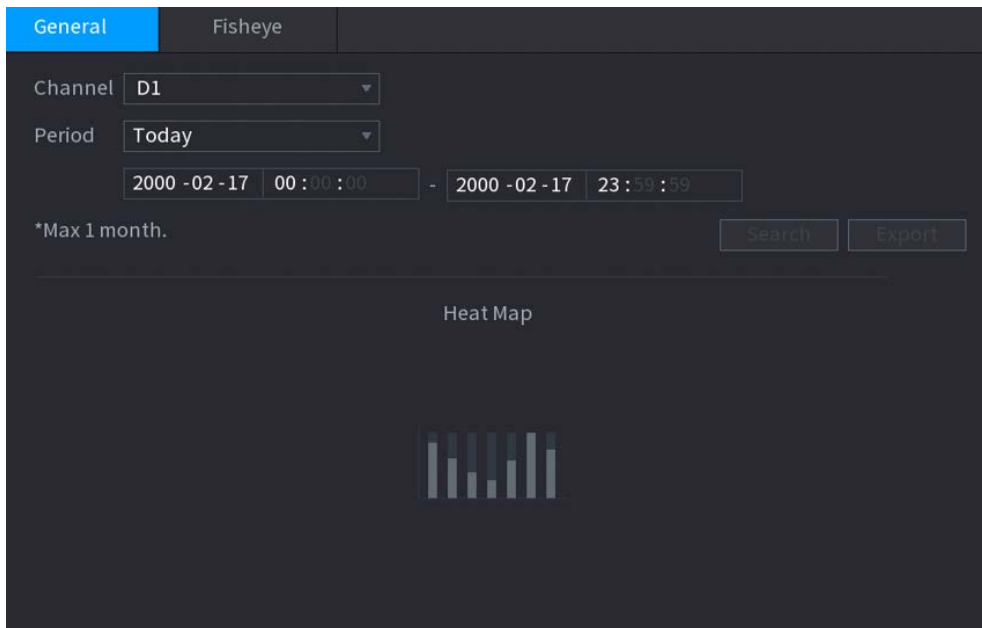 General Fisheye
Channel D1
Period Today
2000 -02 -17 00 : 00 : 00 - 2000 -02 -17 23 : 59 : 59
*Max 1 month.
Search Export
Heat Map